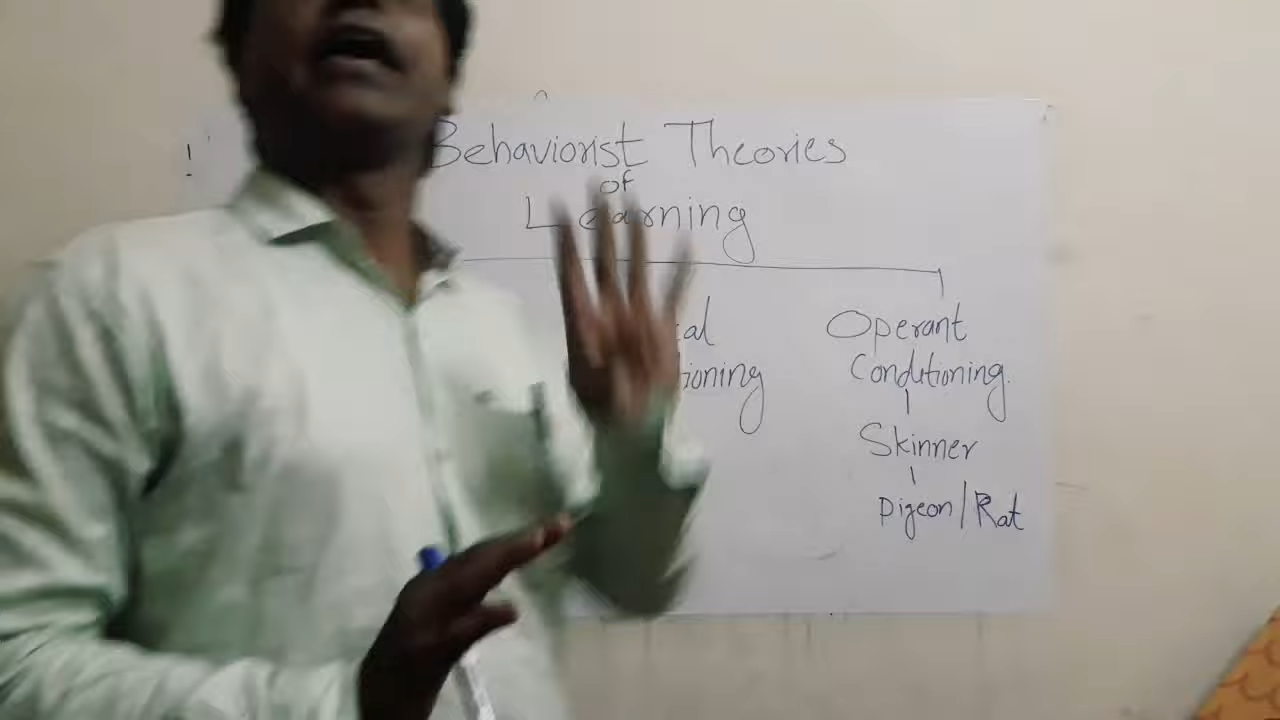 Behaviorist Theories
of
Learning
Operant
Conditioning.
Skinner
Pigeon/Rat